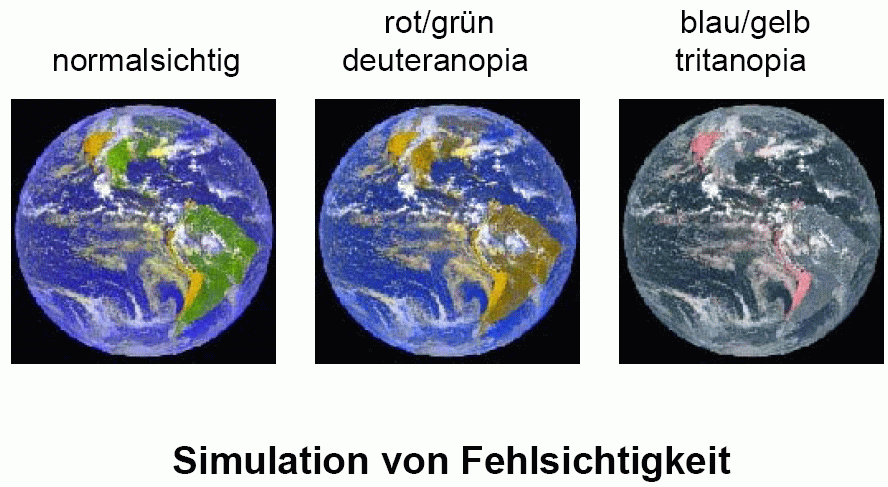 normalsichtig
rot/grün
deuteranopia
blau/gelb
tritanopia
Simulation von Fehlsichtigkeit